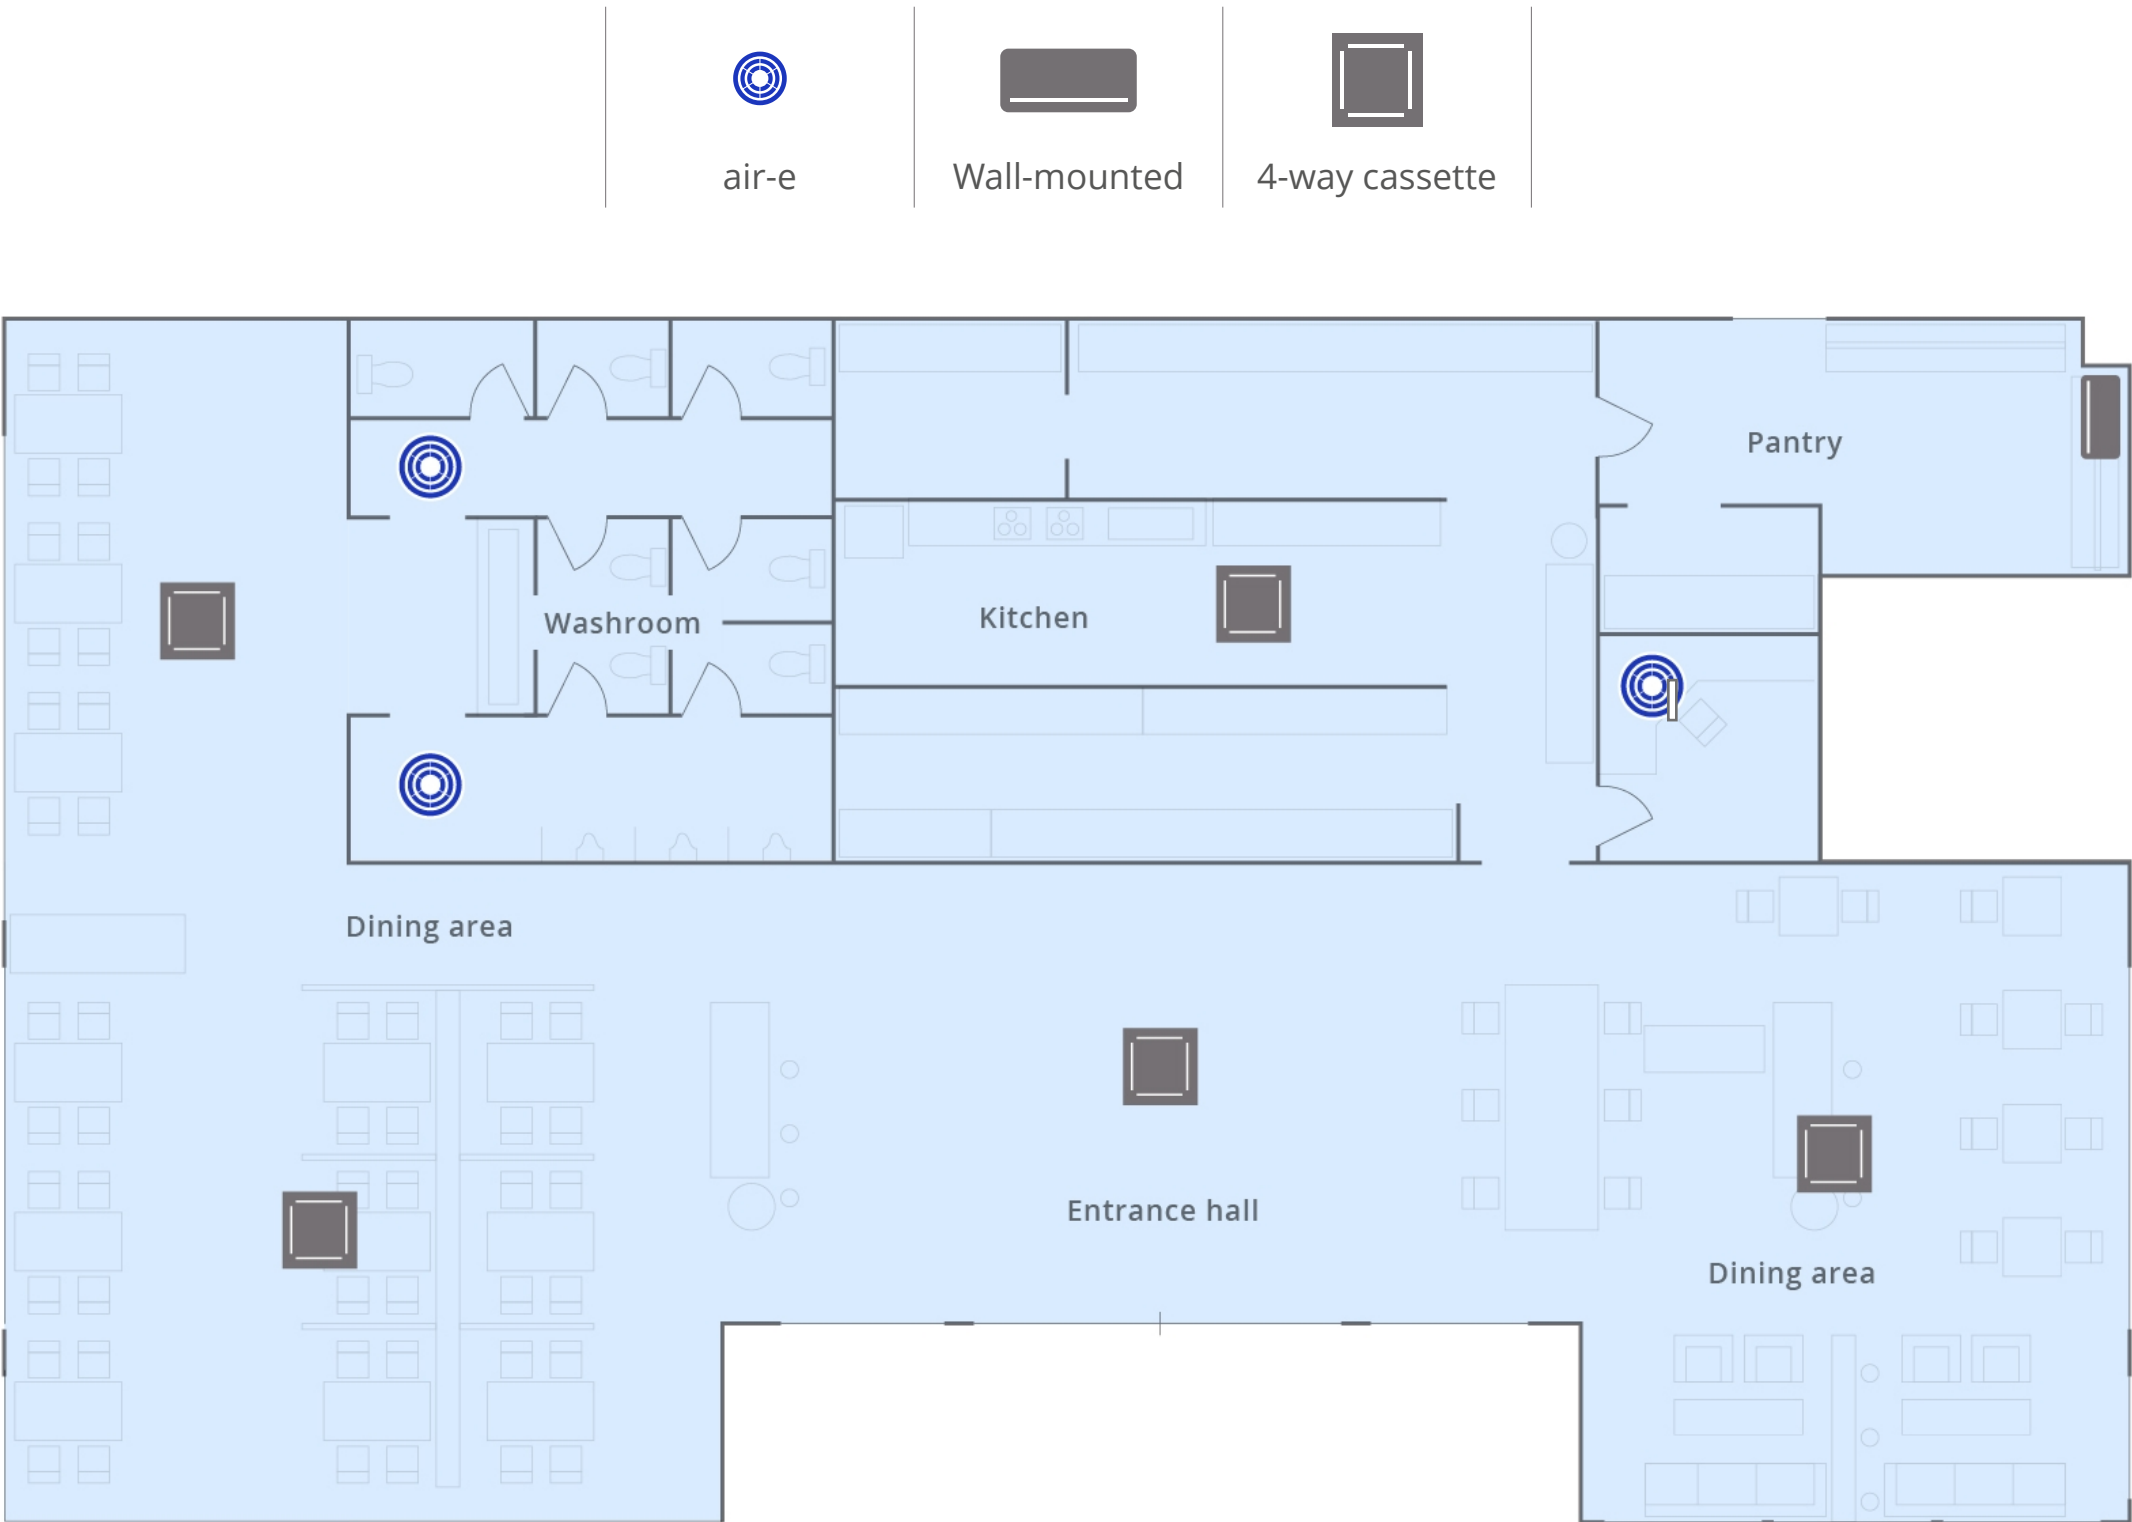 air-e
Wall-mounted
4-way cassette
Pantry
Washroom
Kitchen
Dining area
Entrance hall
Dining area